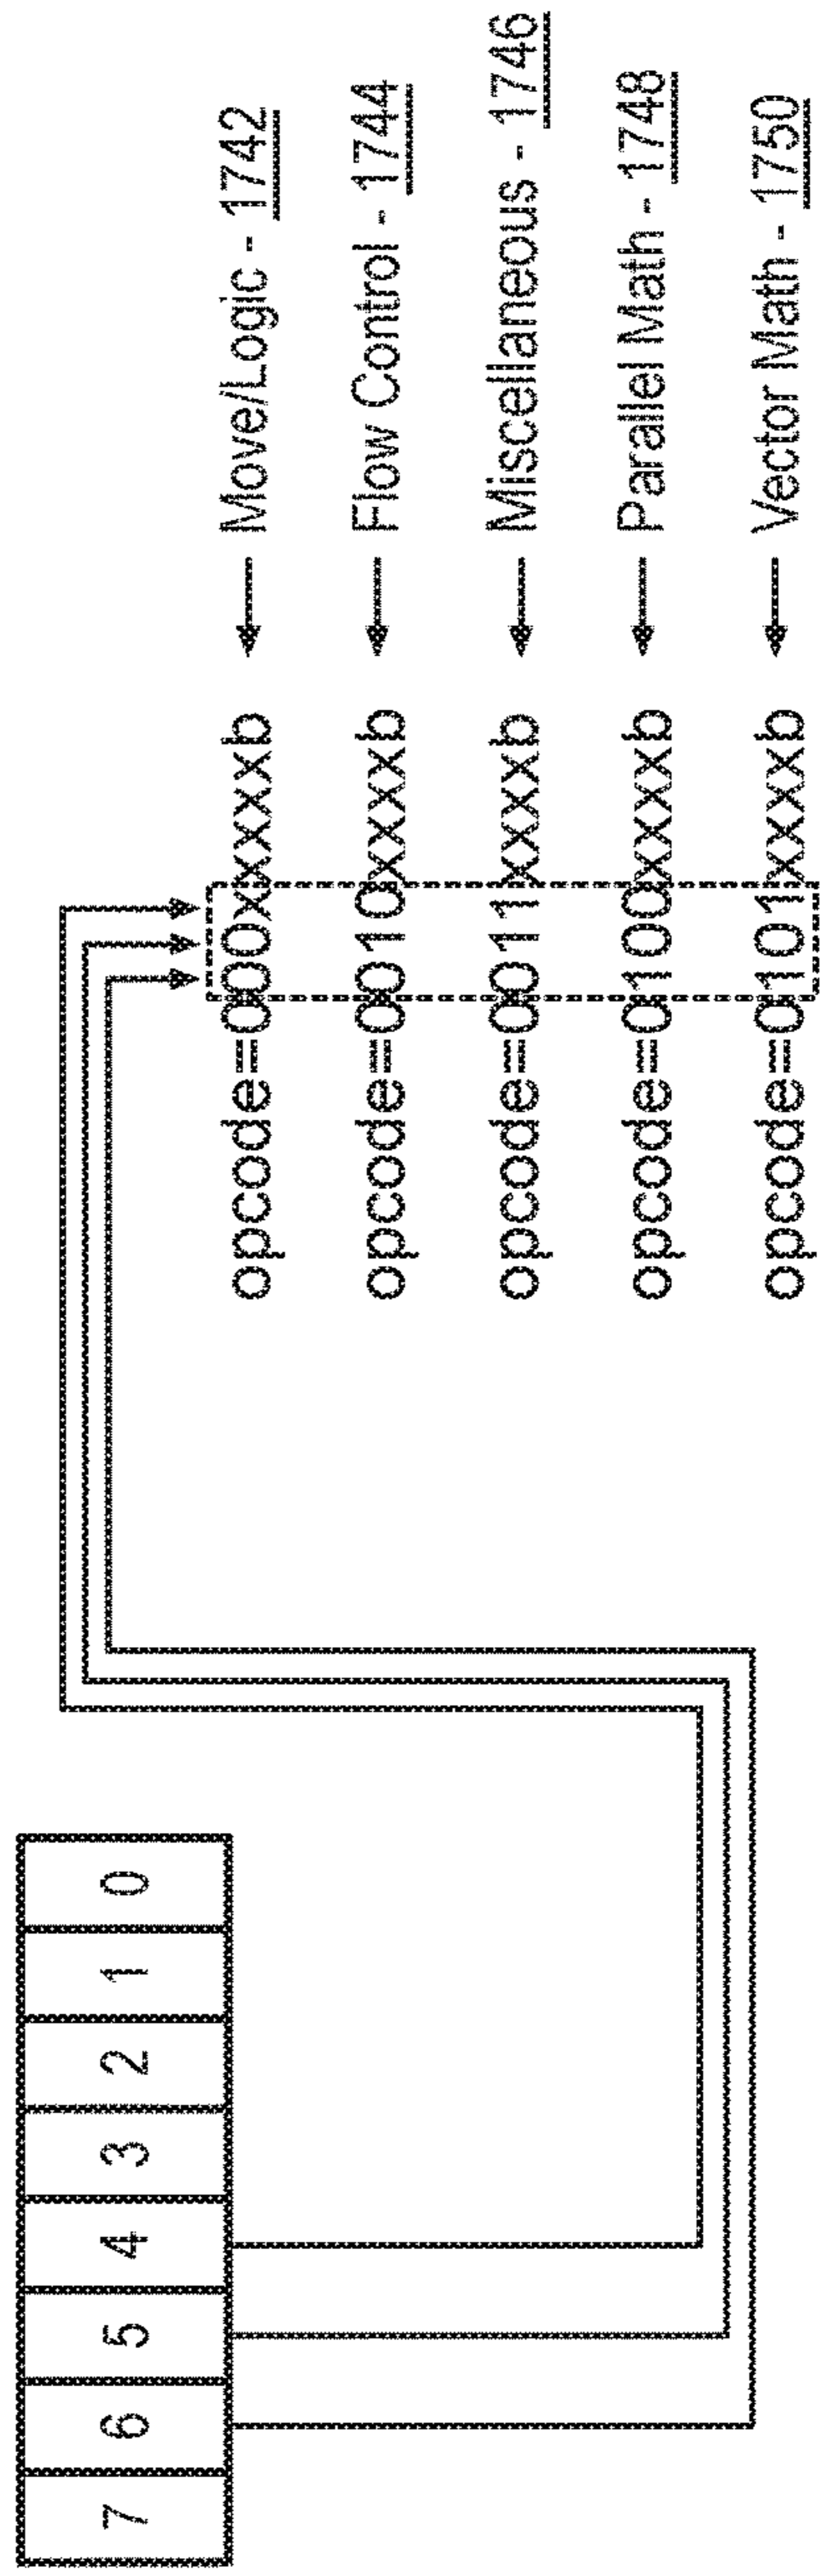 7 6 5 4 3 2 1 0
opcode=000xxxxxb ← Move/Logic - 1742
opcode=0010xxxxb ← Flow Control - 1744
opcode=0011xxxxb ← Miscellaneous - 1746
opcode=0100xxxxb ← Parallel Math - 1748
opcode=0101xxxxb ← Vector Math - 1750